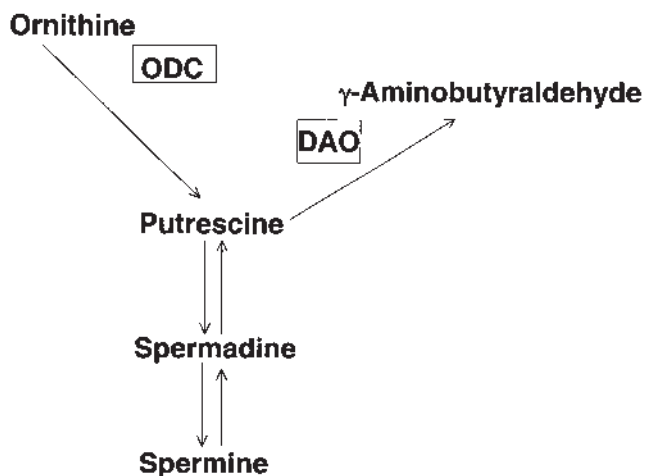 Ornithine
ODC
γ-Aminobutyraldehyde
DAO
Putrescine
Spermadine
Spermine